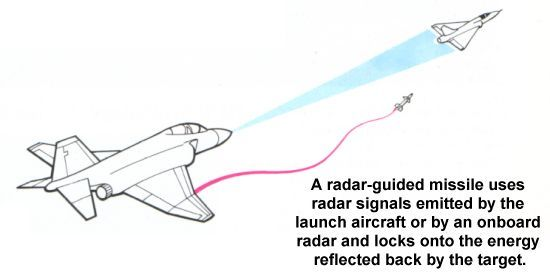 A radar-guided missile uses
radar signals emitted by the
launch aircraft or by an onboard
radar and locks onto the energy
reflected back by the target.